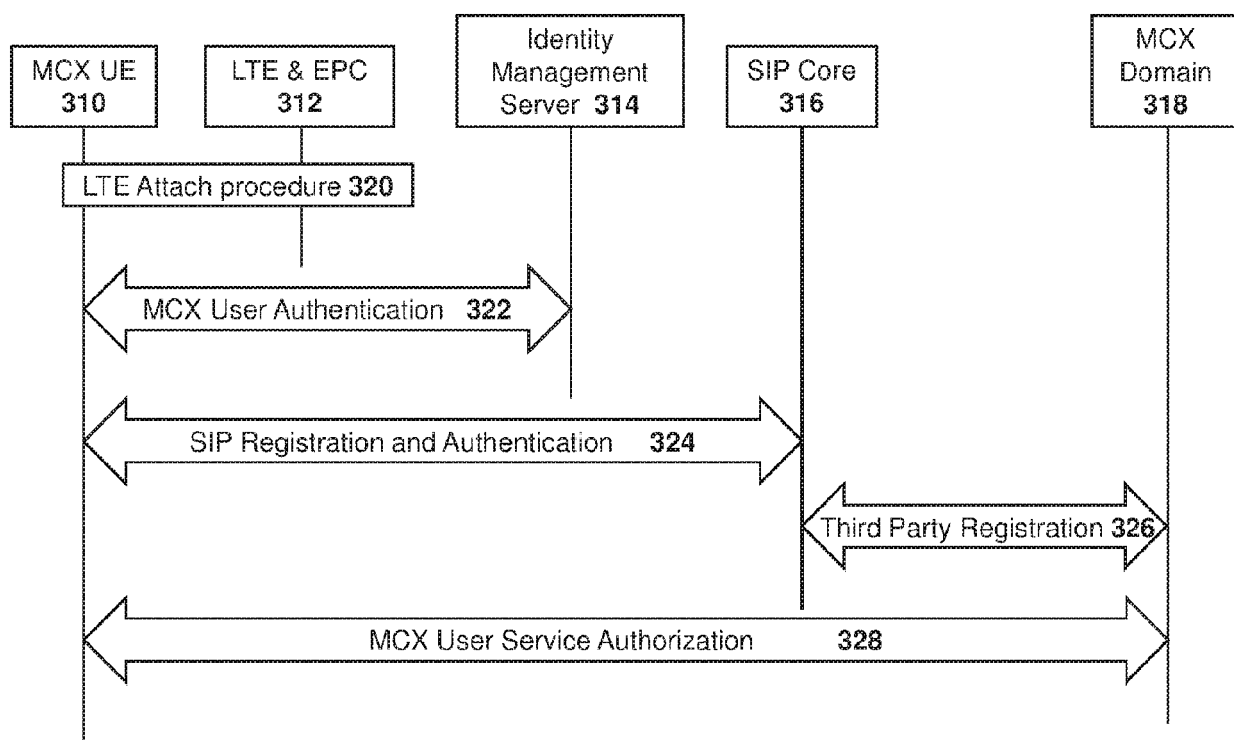 MCX UE
310
LTE & EPC
312
Identity
Management
Server 314
SIP Core
316
MCX
Domain
318
LTE Attach procedure 320
MCX User Authentication 322
SIP Registration and Authentication 324
Third Party Registration 326
MCX User Service Authorization 328